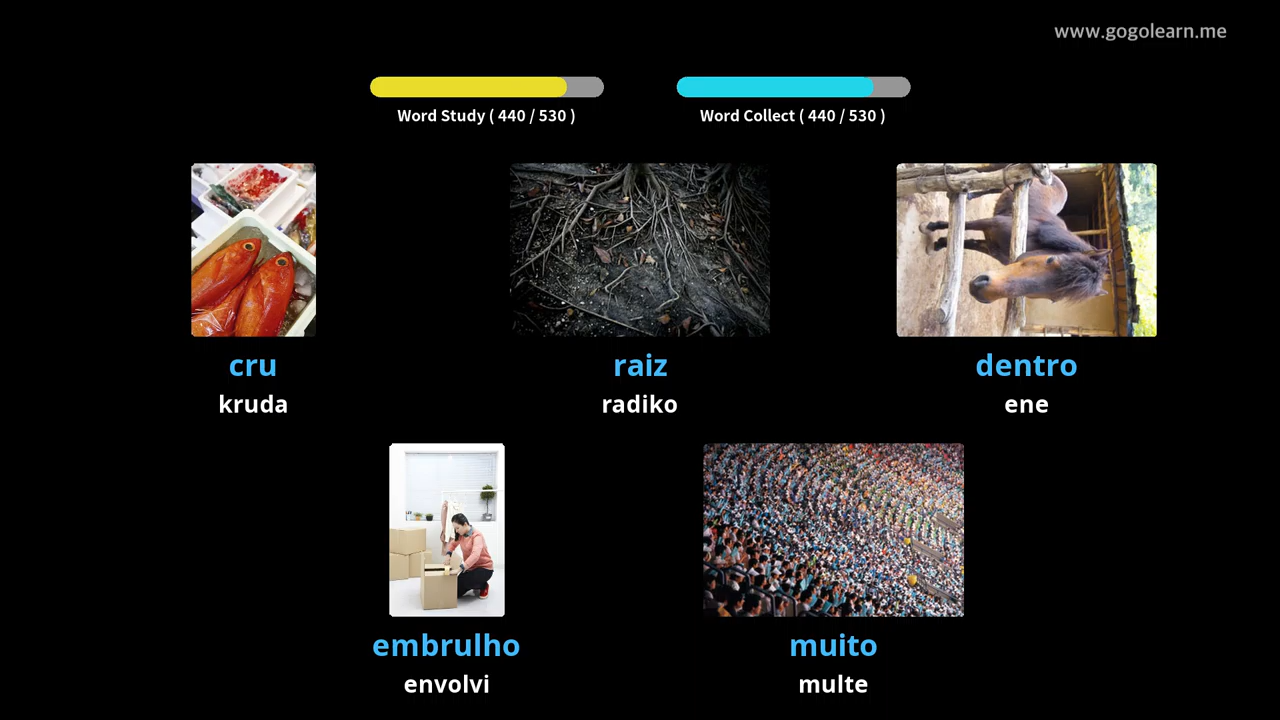 www.gogolearn.me
Word Study ( 440 / 530 )
Word Collect ( 440 / 530 )
cru
kruda
raiz
radiko
dentro
ene
embrulho
envolvi
muito
multe